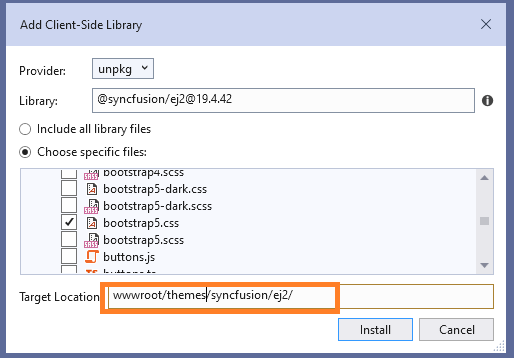 Add Client-Side Library
Provider: unpkg
Library: @syncfusion/ej2@19.4.42
Include all library files
Choose specific files:
bootstrap4.scss
bootstrap5-dark.css
bootstrap5-dark.scss
bootstrap5.css
bootstrap5.scss
buttons.js
buttons.ts
Target Location: wwwroot/themes/syncfusion/ej2/
Install Cancel